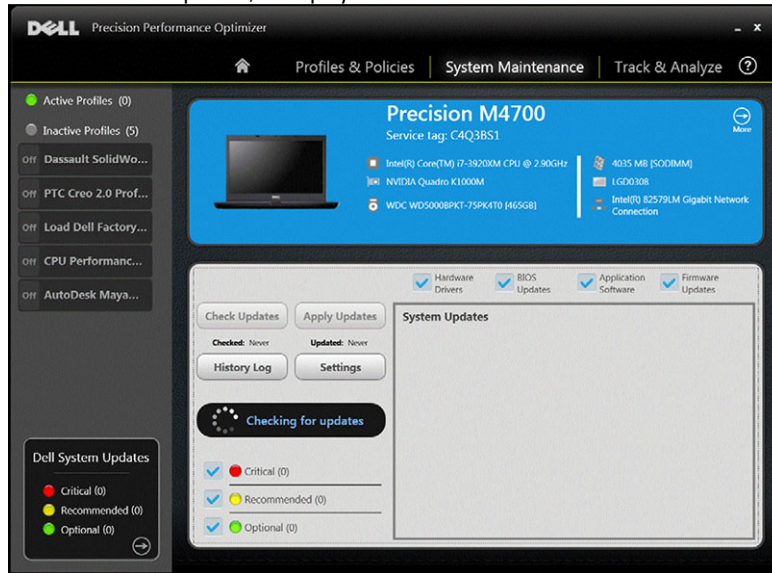 DELL Precision Performance Optimizer
Profiles & Policies System Maintenance Track & Analyze ?
Active Profiles (0)
Inactive Profiles (5)
Off Dassault SolidWo...
Off PTC Creo 2.0 Prof...
Off Load Dell Factory...
Off CPU Performanc...
Off AutoDesk Maya...
Dell System Updates
Critical (0)
Recommended (0)
Optional (0)
Precision M4700
Service tag: C4Q3BS1
More
Intel(R) Core(TM) i7-3920XM CPU @ 2.90GHz
NVIDIA Quadro K1000M
WDC WD5000BPKT-75PK4T0 [465GB]
4035 MB [SODIMM]
LGD0308
Intel(R) 82579LM Gigabit Network
Connection
Hardware
Drivers
BIOS
Updates
Application
Software
Firmware
Updates
Check Updates Apply Updates
Checked: Never Updated: Never
History Log Settings
Checking for updates
Critical (0)
Recommended (0)
Optional (0)
System Updates